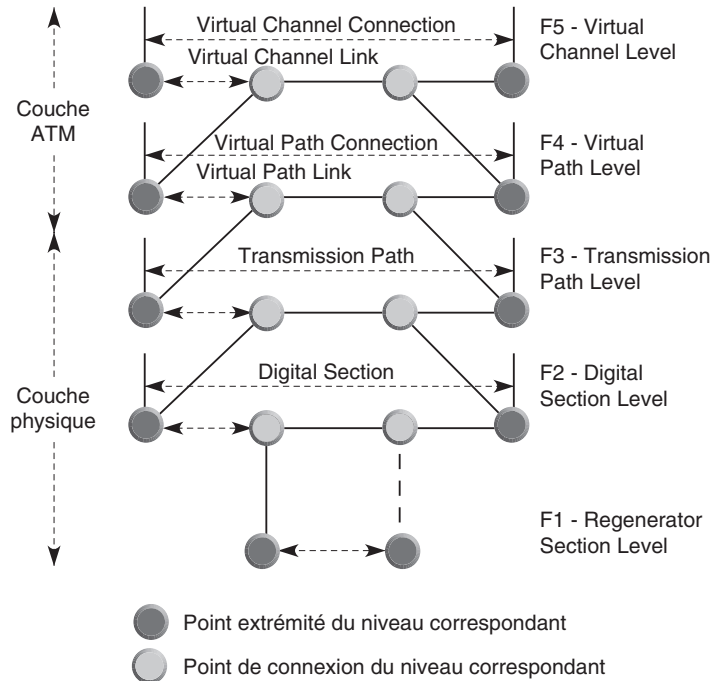 Virtual Channel Connection
F5 - Virtual
Channel Level
Virtual Channel Link
Couche
ATM
Virtual Path Connection
F4 - Virtual
Path Level
Virtual Path Link
Transmission Path
F3 - Transmission
Path Level
Digital Section
F2 - Digital
Section Level
Couche
physique
F1 - Regenerator
Section Level
Point extrémité du niveau correspondant
Point de connexion du niveau correspondant